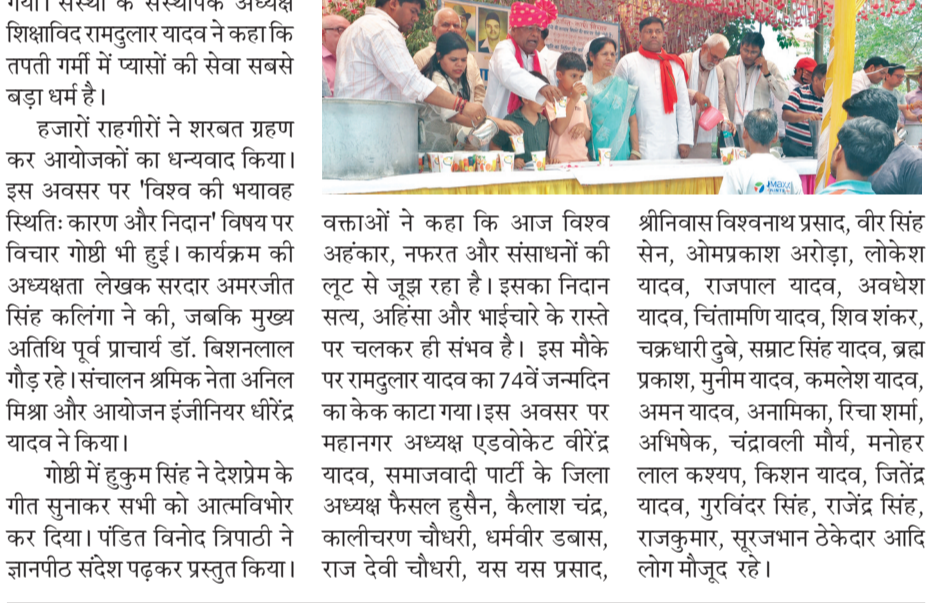 गया। संस्था के संस्थापक अध्यक्ष
शिक्षाविद रामदुलार यादव ने कहा कि
तपती गर्मी में प्यासों की सेवा सबसे
बड़ा धर्म है।
हजारों राहगीरों ने शरबत ग्रहण
कर आयोजकों का धन्यवाद किया।
इस अवसर पर 'विश्व की भयावह
स्थितिः कारण और निदान' विषय पर
विचार गोष्ठी भी हुई। कार्यक्रम की
अध्यक्षता लेखक सरदार अमरजीत
सिंह कलिंगा ने की, जबकि मुख्य
अतिथि पूर्व प्राचार्य डॉ. बिशनलाल
गौड़ रहे। संचालन श्रमिक नेता अनिल
मिश्रा और आयोजन इंजीनियर धीरेंद्र
यादव ने किया।
गोष्ठी में हुकुम सिंह ने देशप्रेम के
गीत सुनाकर सभी को आत्मविभोर
कर दिया। पंडित विनोद त्रिपाठी ने
ज्ञानपीठ संदेश पढ़कर प्रस्तुत किया।
वक्ताओं ने कहा कि आज विश्व
अहंकार, नफरत और संसाधनों की
लूट से जूझ रहा है। इसका निदान
सत्य, अहिंसा और भाईचारे के रास्ते
पर चलकर ही संभव है। इस मौके
पर रामदुलार यादव का 74वें जन्मदिन
का केक काटा गया। इस अवसर पर
महानगर अध्यक्ष एडवोकेट वीरेंद्र
यादव, समाजवादी पार्टी के जिला
अध्यक्ष फैसल हुसैन, कैलाश चंद्र,
कालीचरण चौधरी, धर्मवीर डबास,
राज देवी चौधरी, यस यस प्रसाद,
श्रीनिवास विश्वनाथ प्रसाद, वीर सिंह
सेन, ओमप्रकाश अरोड़ा, लोकेश
यादव, राजपाल यादव, अवधेश
यादव, चिंतामणि यादव, शिव शंकर,
चक्रधारी दुबे, सम्राट सिंह यादव, ब्रह्म
प्रकाश, मुनीम यादव, कमलेश यादव,
अमन यादव, अनामिका, रिचा शर्मा,
अभिषेक, चंद्रावली मौर्य, मनोहर
लाल कश्यप, किशन यादव, जितेंद्र
यादव, गुरविंदर सिंह, राजेंद्र सिंह,
राजकुमार, सूरजभान ठेकेदार आदि
लोग मौजूद रहे।